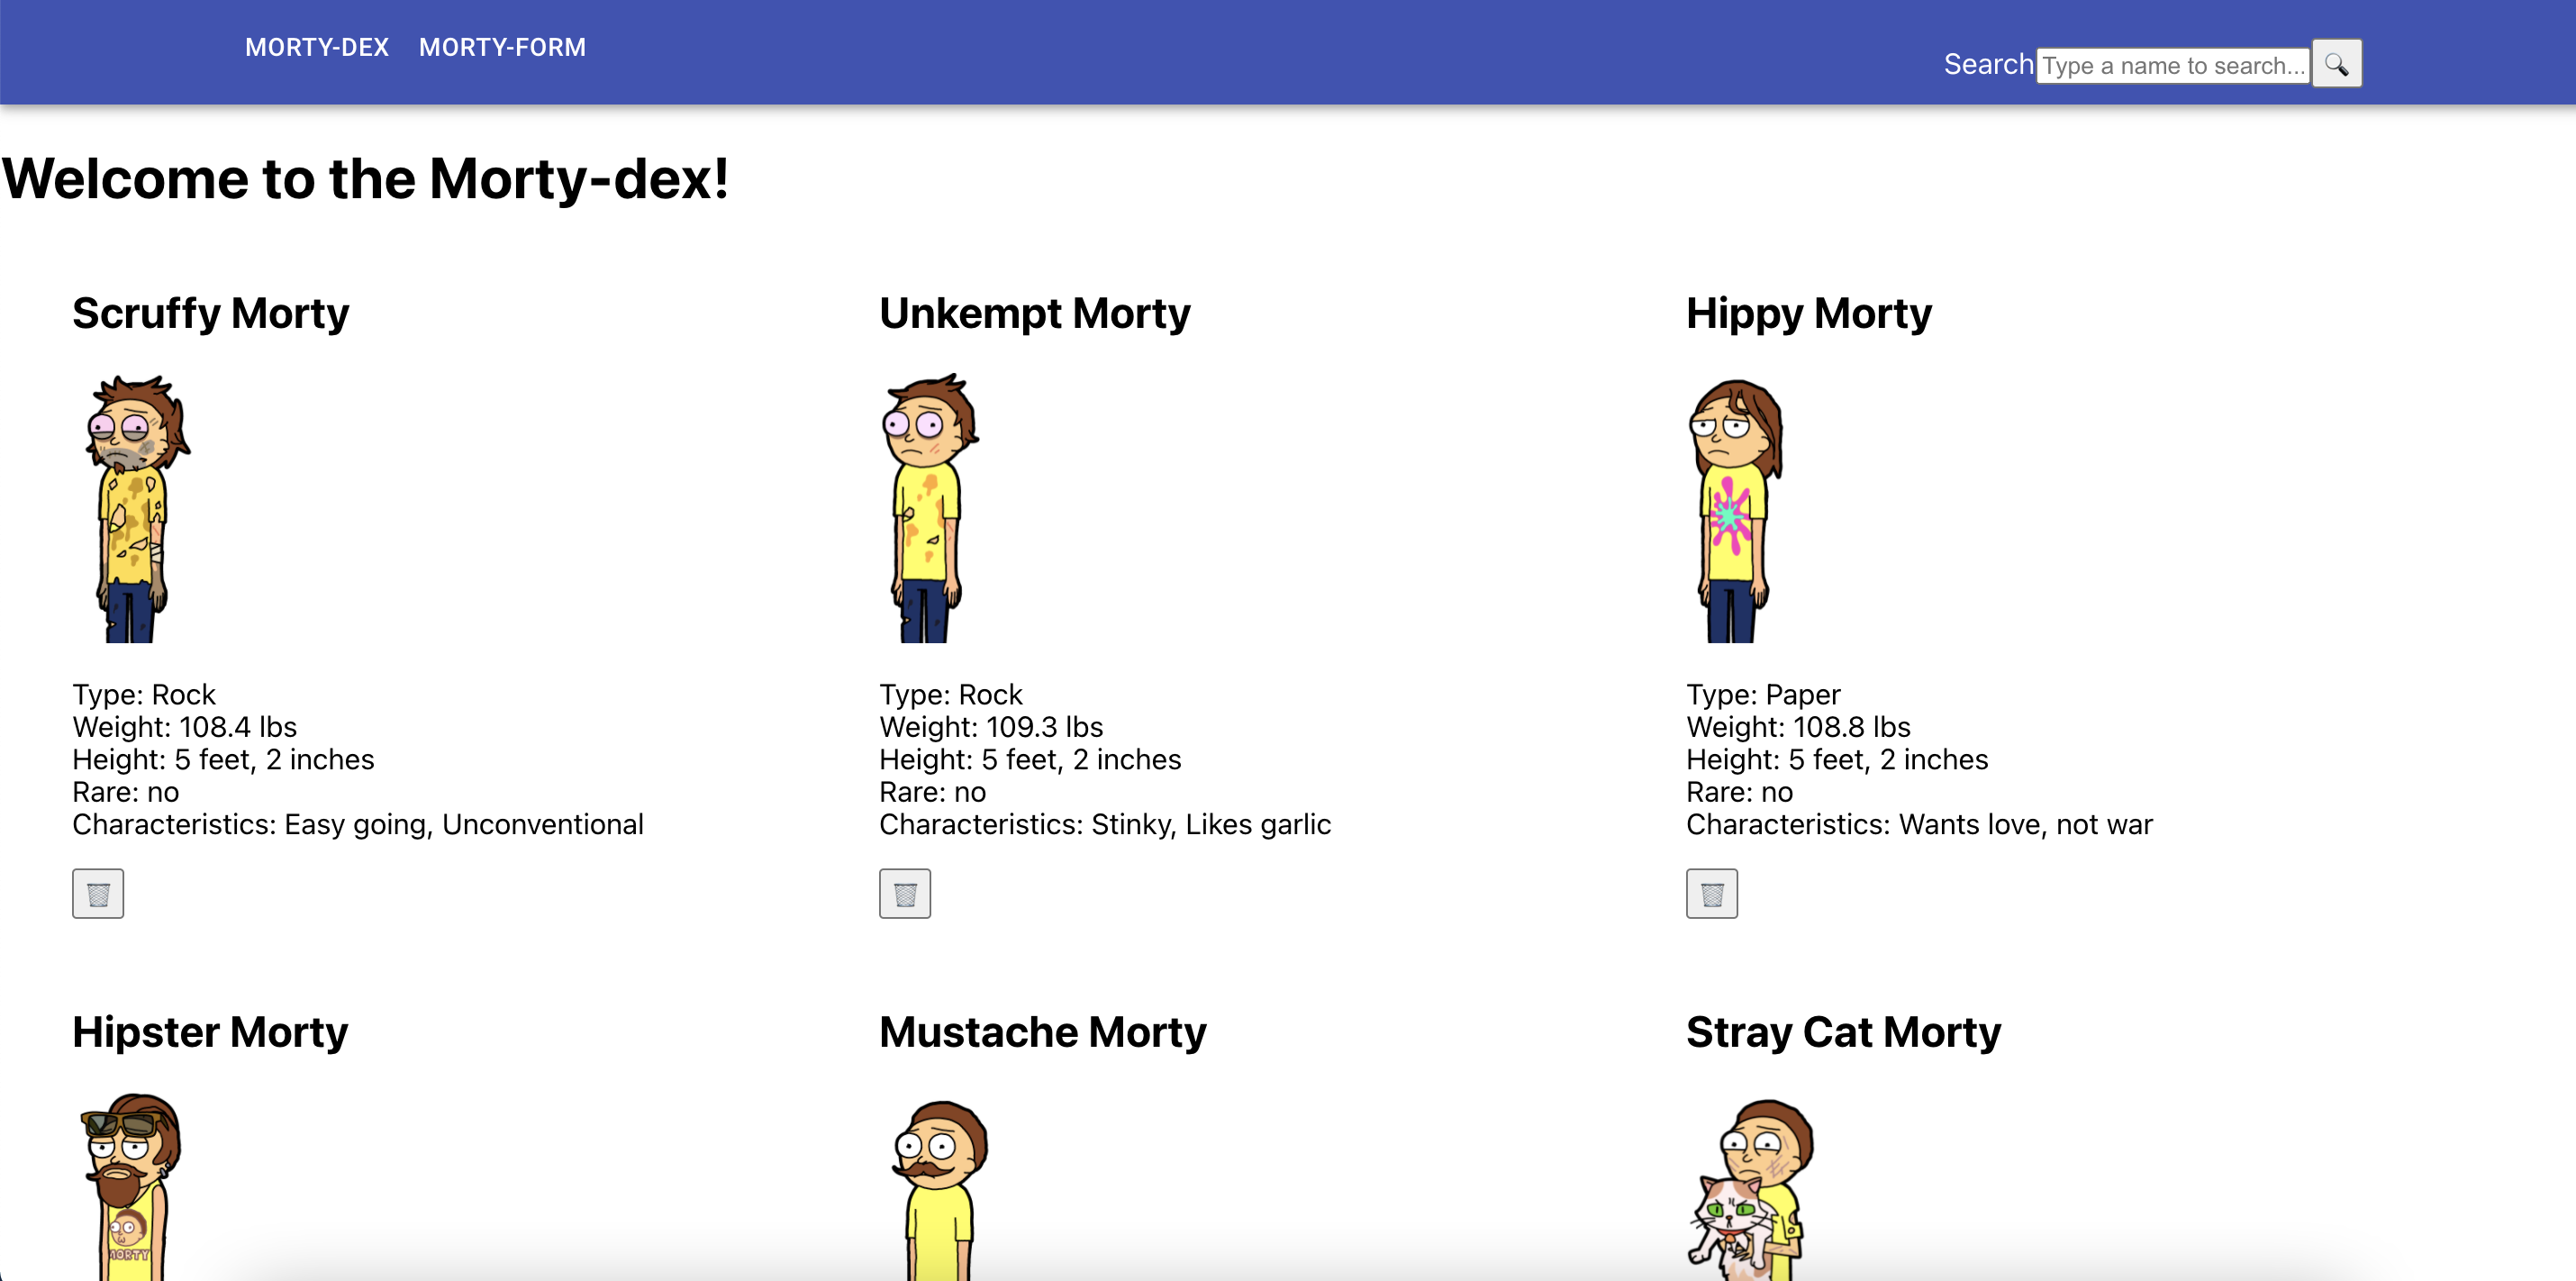 MORTY-DEX MORTY-FORM Search Type a name to search...
Welcome to the Morty-dex!
Scruffy Morty
Type: Rock
Weight: 108.4 lbs
Height: 5 feet, 2 inches
Rare: no
Characteristics: Easy going, Unconventional
Unkempt Morty
Type: Rock
Weight: 109.3 lbs
Height: 5 feet, 2 inches
Rare: no
Characteristics: Stinky, Likes garlic
Hippy Morty
Type: Paper
Weight: 108.8 lbs
Height: 5 feet, 2 inches
Rare: no
Characteristics: Wants love, not war
Hipster Morty
MORTY
Mustache Morty
Stray Cat Morty